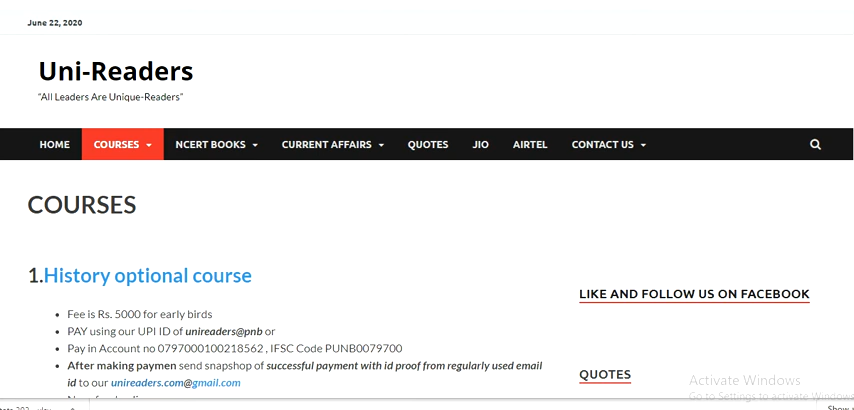 June 22, 2020
Uni-Readers
"All Leaders Are Unique-Readers"
HOME COURSES NCERT BOOKS CURRENT AFFAIRS QUOTES JIO AIRTEL CONTACT US
COURSES
1.History optional course
Fee is Rs. 5000 for early birds
PAY using our UPI ID of unireaders@pnb or
Pay in Account no 0797000100218562 , IFSC Code PUNB0079700
After making paymen send snapshop of successful payment with id proof from regularly used email
id to our unireaders.com@gmail.com
LIKE AND FOLLOW US ON FACEBOOK
QUOTES
Activate Windows
Go to Settings to activate Windows
Show